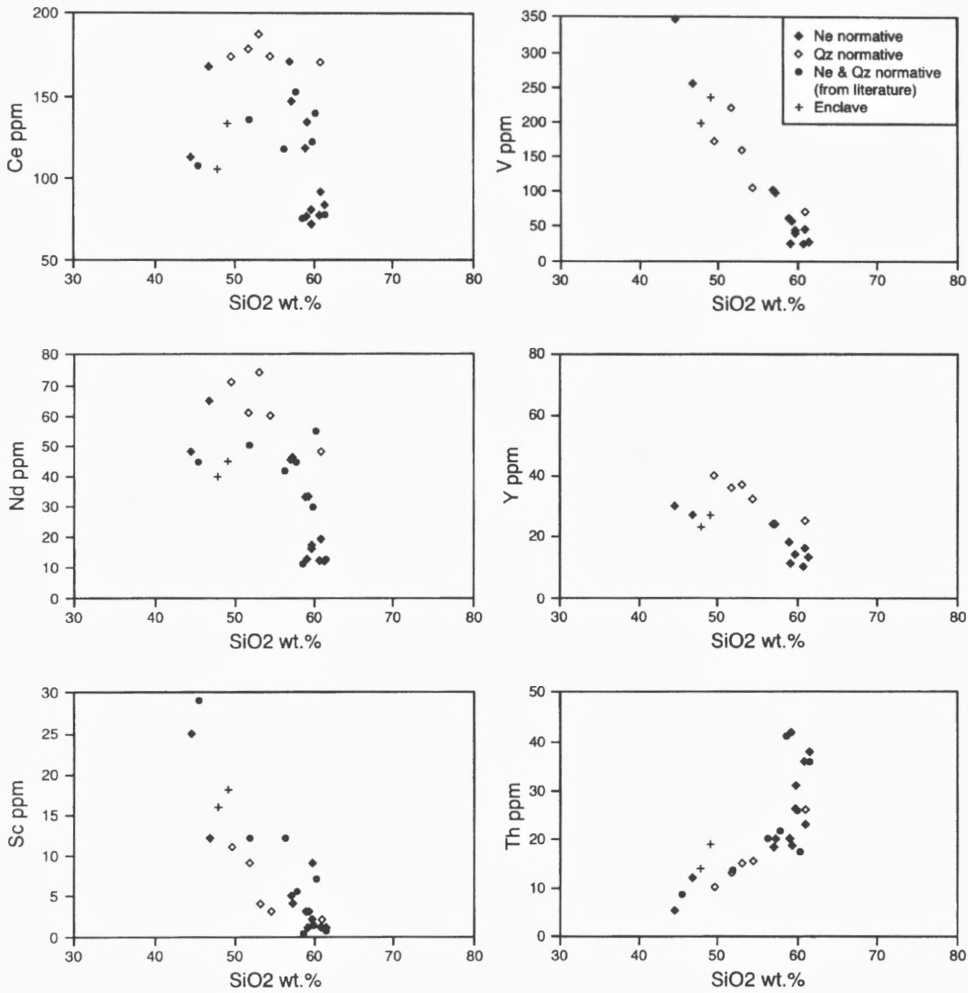 200
150
100
50
Ce ppm
30 40 50 60 70 80
SiO2 wt.%
350
300
250
200
150
100
50
0
V ppm
30 40 50 60 70 80
SiO2 wt.%
Ne normative
Qz normative
Ne & Qz normative
(from literature)
Enclave
80
70
60
50
40
30
20
10
0
Nd ppm
30 40 50 60 70 80
SiO2 wt.%
80
60
40
20
0
Y ppm
30 40 50 60 70 80
SiO2 wt.%
30
25
20
15
10
5
0
Sc ppm
30 40 50 60 70 80
SiO2 wt.%
50
40
30
20
10
0
Th ppm
30 40 50 60 70 80
SiO2 wt.%